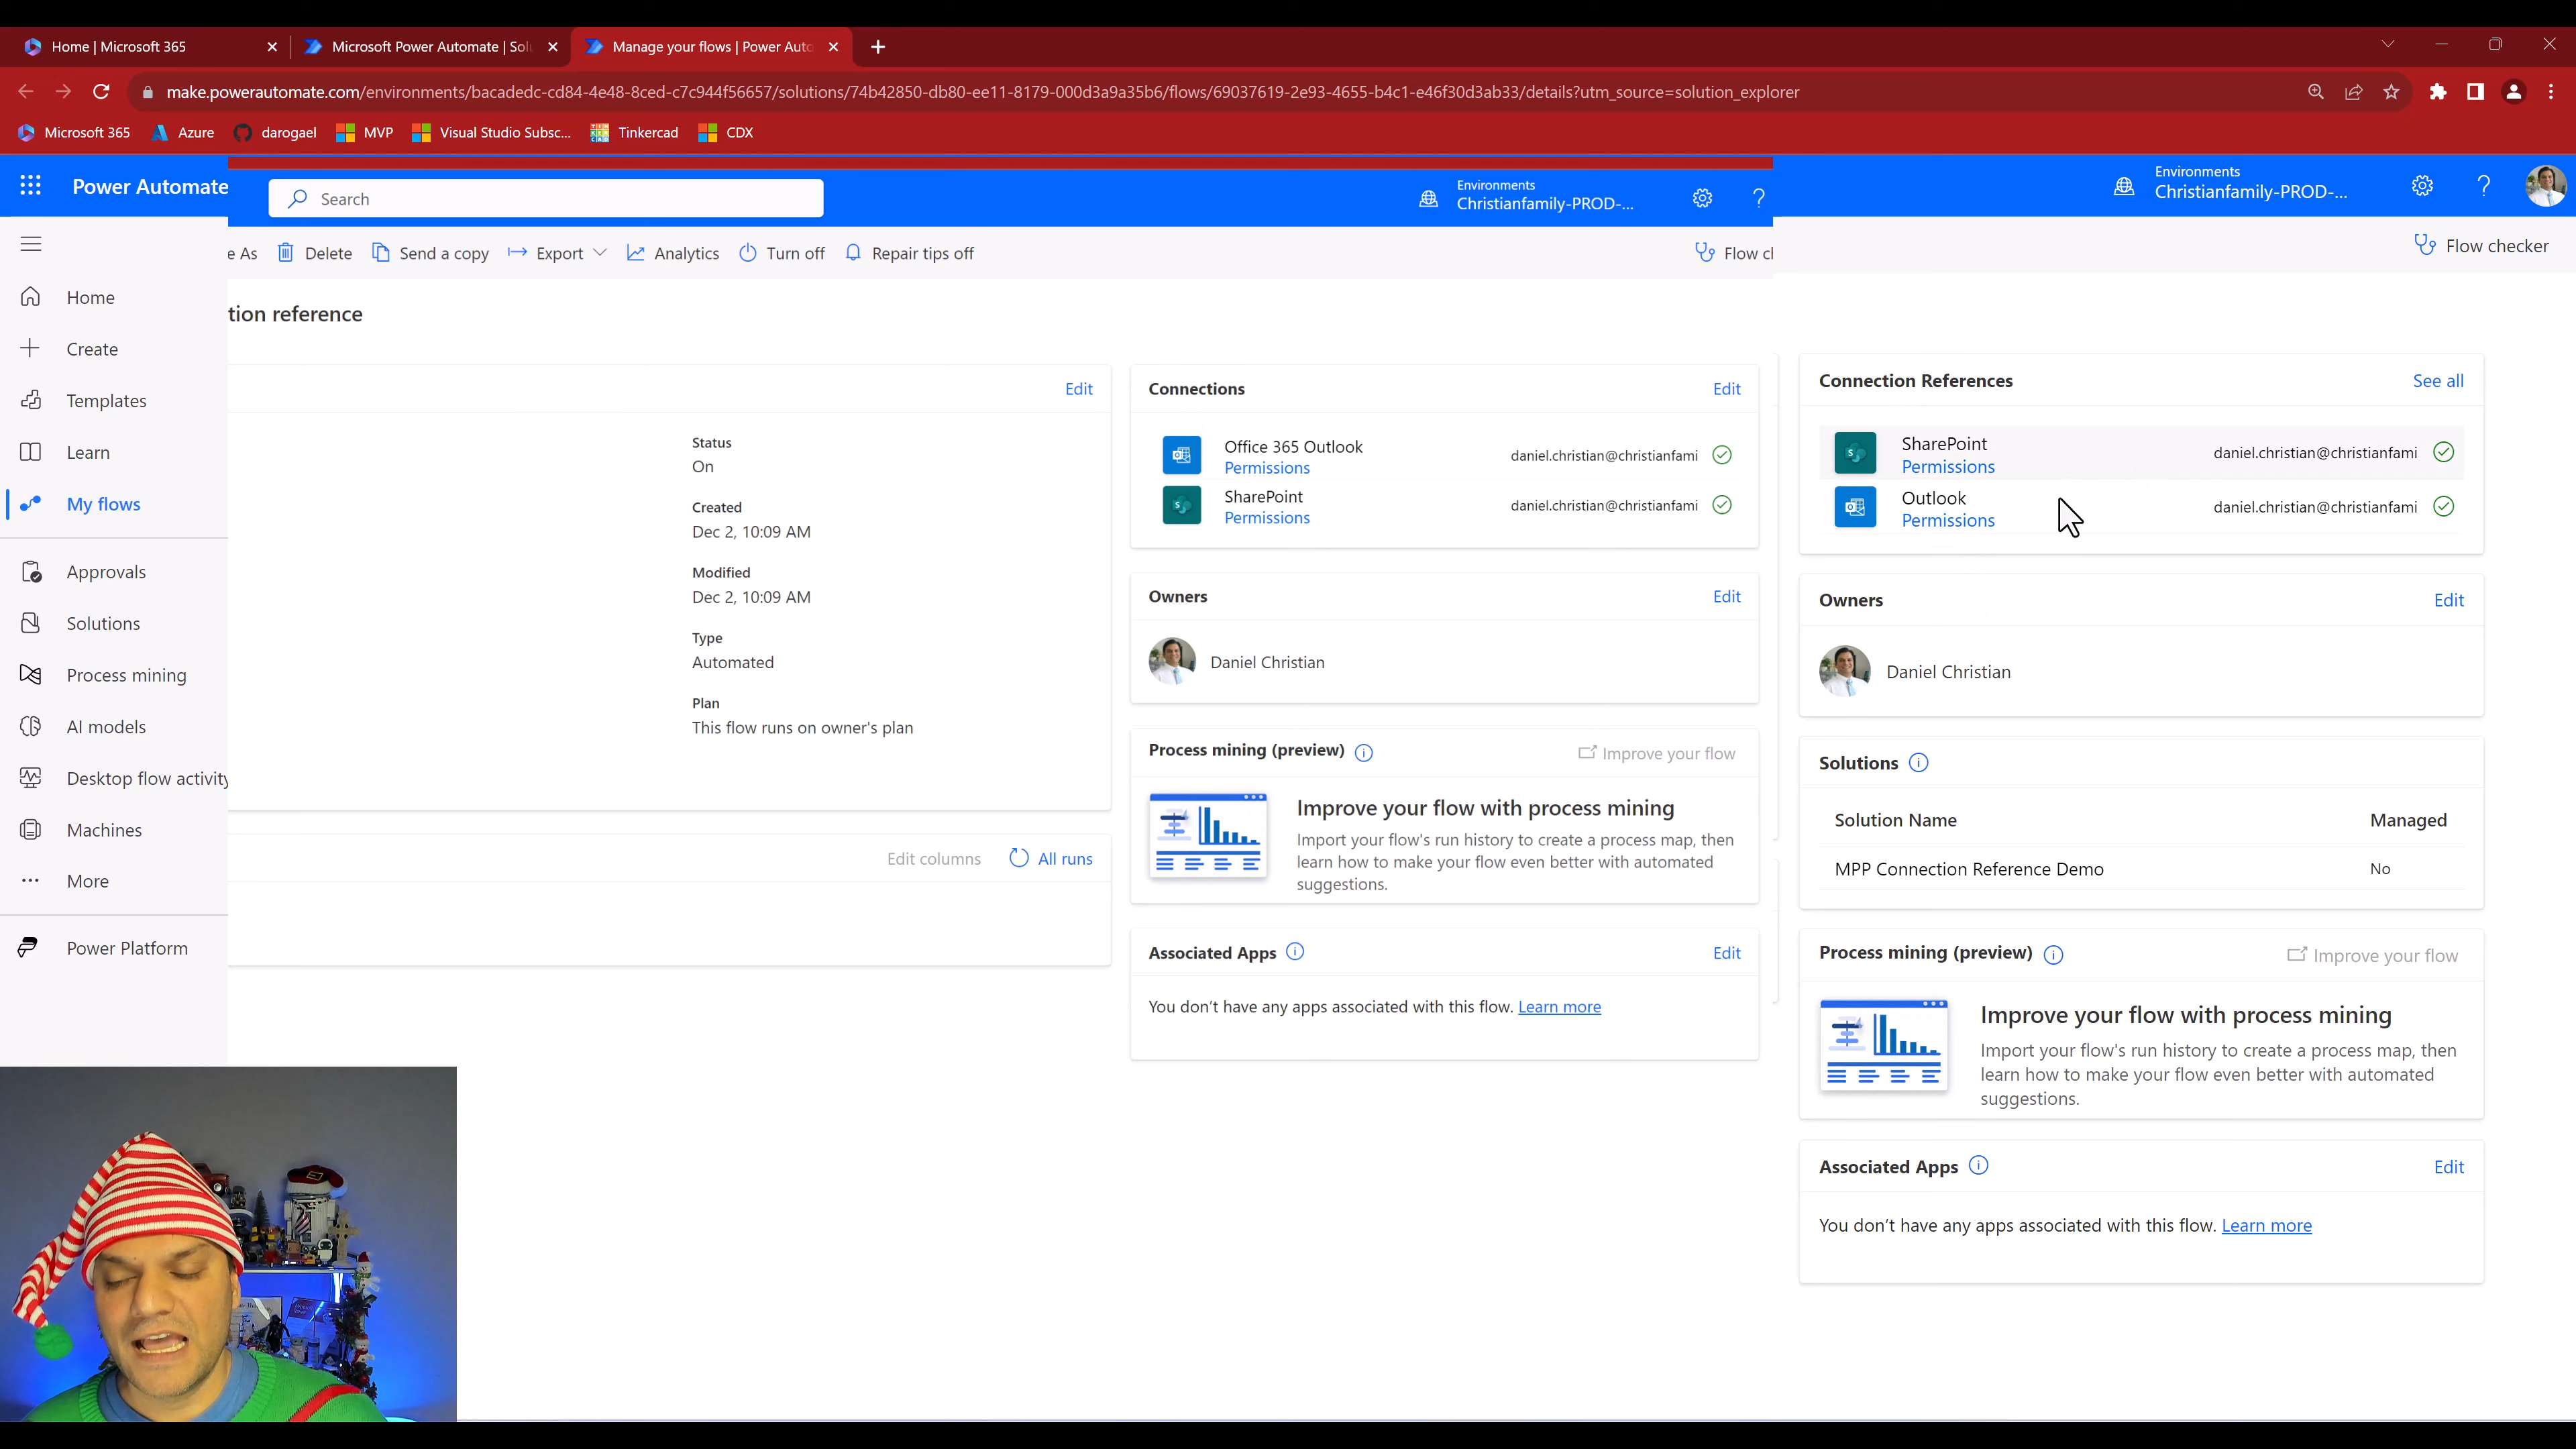 Home | Microsoft 365
Microsoft Power Automate | Sol
Manage your flows | Power Auto
make.powerautomate.com/environments/bacadedc-cd84-4e48-8ced-c7c944f56657/solutions/74b42850-db80-ee11-8179-000d3a9a35b6/flows/69037619-2e93-4655-b4c1-e46f30d3ab33/details?utm_source=solution_explorer
Microsoft 365
Azure
darogael
MVP
Visual Studio Subsc...
Tinkercad
CDX
Power Automate
Search
Environments
Christianfamily-PROD-...
?
Environments
Christianfamily-PROD-...
?
Home
Create
Templates
Learn
My flows
Approvals
Solutions
Process mining
AI models
Desktop flow activity
Machines
More
Power Platform
e As
Delete
Send a copy
Export
Analytics
Turn off
Repair tips off
Flow cl
Flow checker
tion reference
Edit
Status
On
Created
Dec 2, 10:09 AM
Modified
Dec 2, 10:09 AM
Type
Automated
Plan
This flow runs on owner's plan
Edit columns
All runs
Connections
Edit
Office 365 Outlook
Permissions
daniel.christian@christianfami
SharePoint
Permissions
daniel.christian@christianfami
Owners
Edit
Daniel Christian
Process mining (preview)
Improve your flow
Improve your flow with process mining
Import your flow's run history to create a process map, then
learn how to make your flow even better with automated
suggestions.
Associated Apps
Edit
You don't have any apps associated with this flow. Learn more
Connection References
See all
SharePoint
Permissions
daniel.christian@christianfami
Outlook
Permissions
daniel.christian@christianfami
Owners
Edit
Daniel Christian
Solutions
Solution Name
Managed
MPP Connection Reference Demo
No
Process mining (preview)
Improve your flow
Improve your flow with process mining
Import your flow's run history to create a process map, then
learn how to make your flow even better with automated
suggestions.
Associated Apps
Edit
You don't have any apps associated with this flow. Learn more